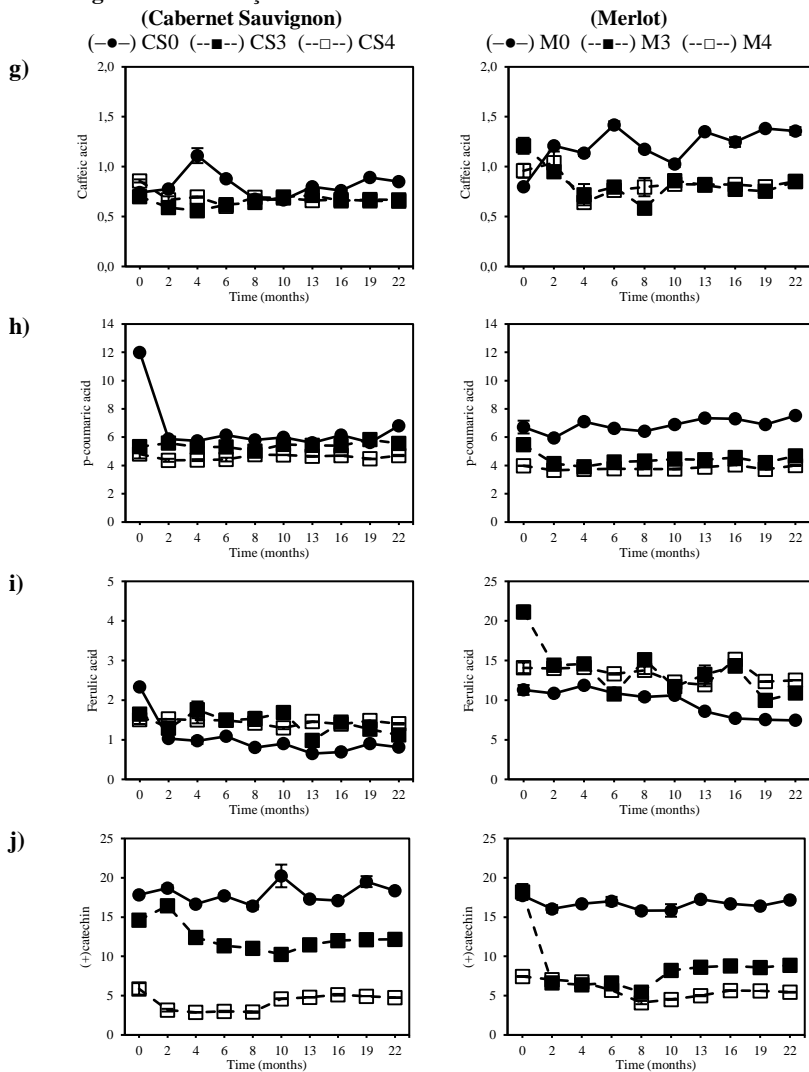 (Cabernet Sauvignon)
(Merlot)
(–●–) CS0 (--■--) CS3 (--□--) CS4
(–●–) M0 (--■--) M3 (--□--) M4
g)
Caffeic acid
2,0
1,5
1,0
0,5
0,0
0 2 4 6 8 10 13 16 19 22
Time (months)
Caffeic acid
2,0
1,5
1,0
0,5
0,0
0 2 4 6 8 10 13 16 19 22
Time (months)
h)
p-coumaric acid
14
12
10
8
6
4
2
0
0 2 4 6 8 10 13 16 19 22
Time (months)
p-coumaric acid
14
12
10
8
6
4
2
0
0 2 4 6 8 10 13 16 19 22
Time (months)
i)
Ferulic acid
5
4
3
2
1
0
0 2 4 6 8 10 13 16 19 22
Time (months)
Ferulic acid
25
20
15
10
5
0
0 2 4 6 8 10 13 16 19 22
Time (months)
j)
(+)catechin
25
20
15
10
5
0
0 2 4 6 8 10 13 16 19 22
Time (months)
(+)catechin
25
20
15
10
5
0
0 2 4 6 8 10 13 16 19 22
Time (months)